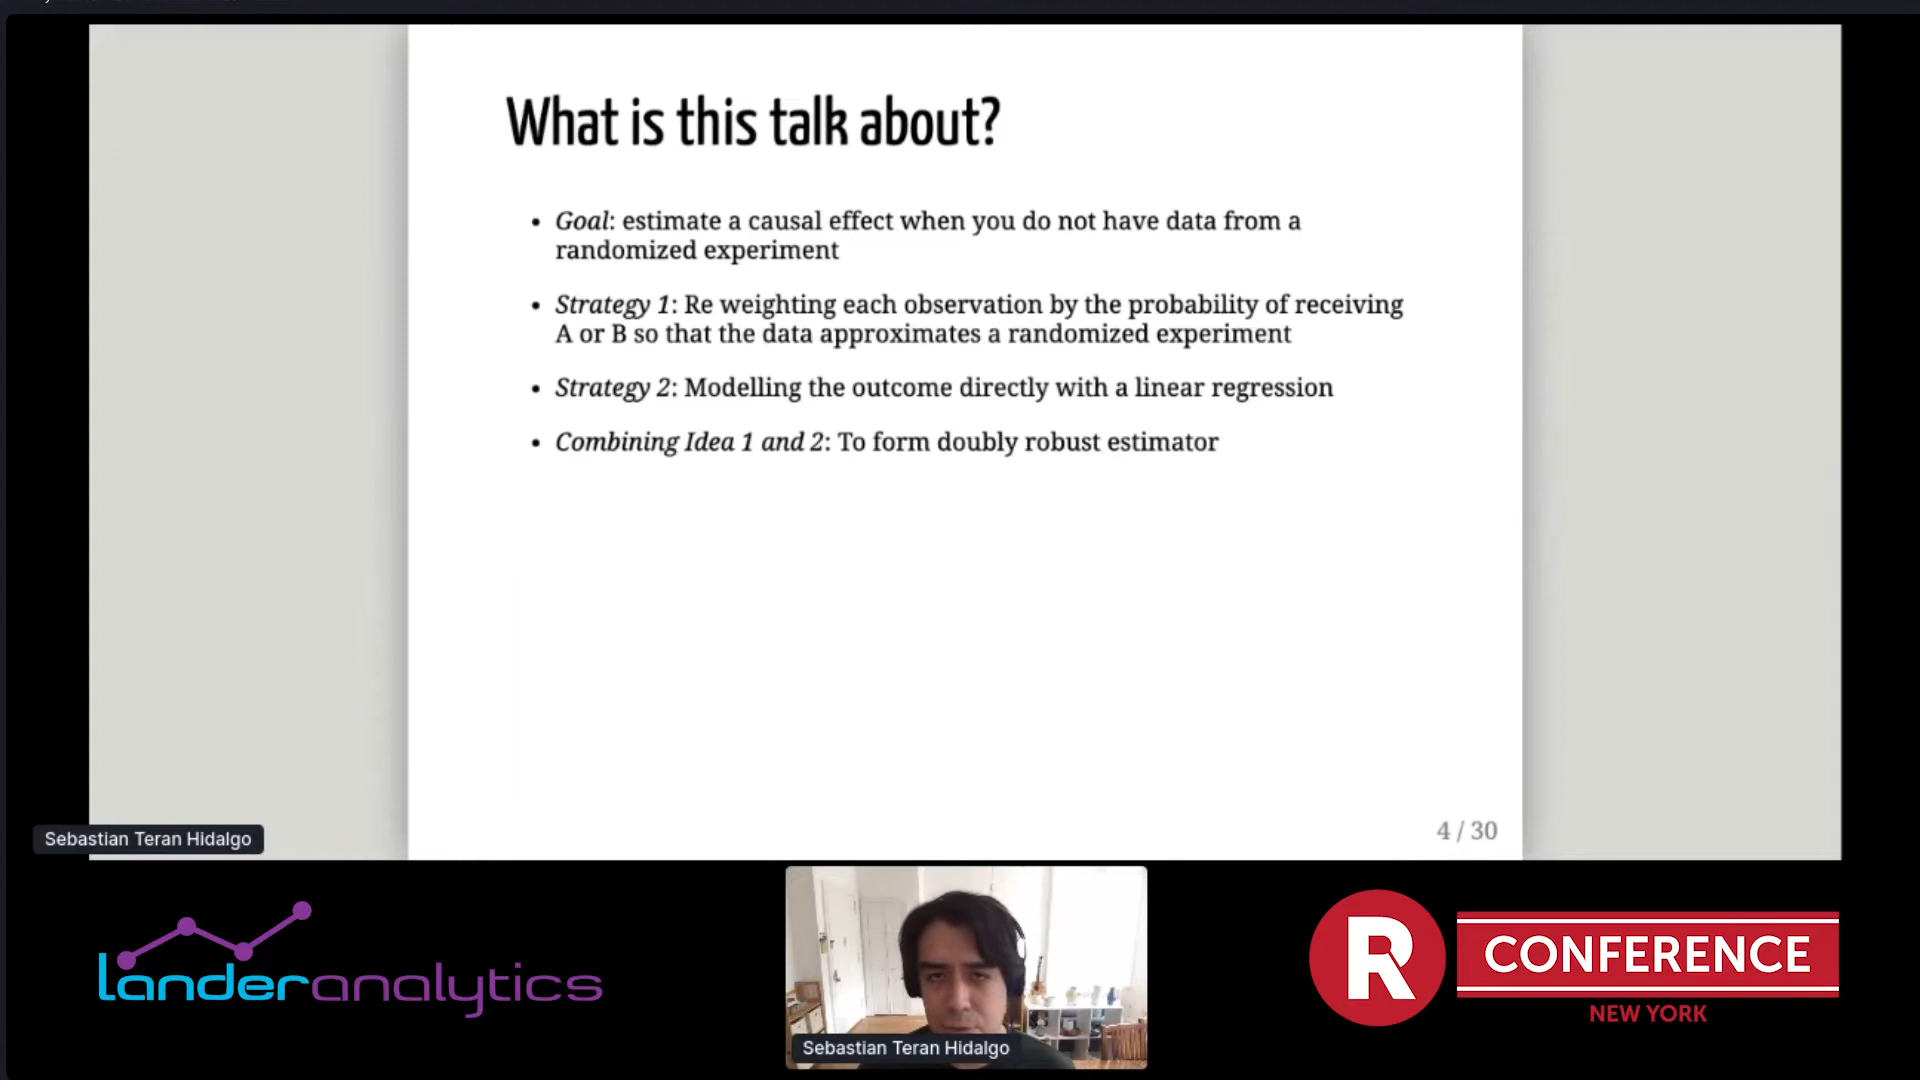 What is this talk about?
• Goal: estimate a causal effect when you do not have data from a
randomized experiment
• Strategy 1: Re weighting each observation by the probability of receiving
A or B so that the data approximates a randomized experiment
• Strategy 2: Modelling the outcome directly with a linear regression
• Combining Idea 1 and 2: To form doubly robust estimator
4 / 30
Sebastian Teran Hidalgo
landeranalytics
Sebastian Teran Hidalgo
R CONFERENCE
NEW YORK